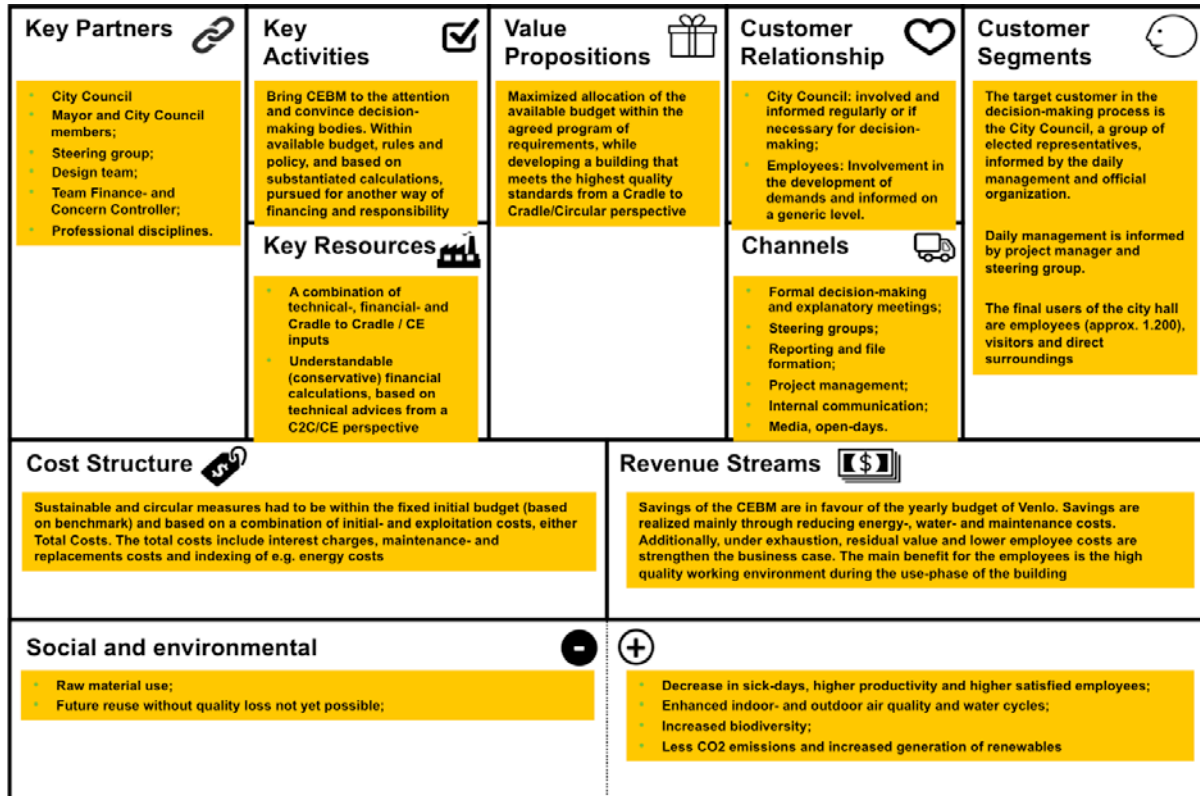 Key Partners
City Council
Mayor and City Council
members;
Steering group;
Design team;
Team Finance- and
Concern Controller;
Professional disciplines.
Key
Activities
Bring CEBM to the attention
and convince decision-
making bodies. Within
available budget, rules and
policy, and based on
substantiated calculations,
pursued for another way of
financing and responsibility
Key Resources
A combination of
technical-, financial- and
Cradle to Cradle / CE
inputs
Understandable
(conservative) financial
calculations, based on
technical advices from a
C2C/CE perspective
Value
Propositions
Maximized allocation of the
available budget within the
agreed program of
requirements, while
developing a building that
meets the highest quality
standards from a Cradle to
Cradle/Circular perspective
Customer
Relationship
City Council: involved and
informed regularly or if
necessary for decision-
making;
Employees: Involvement in
the development of
demands and informed on
a generic level.
Channels
Formal decision-making
and explanatory meetings;
Steering groups;
Reporting and file
formation;
Project management;
Internal communication;
Media, open-days.
Customer
Segments
The target customer in the
decision-making process is
the City Council, a group of
elected representatives,
informed by the daily
management and official
organization.
Daily management is informed
by project manager and
steering group.
The final users of the city hall
are employees (approx. 1.200),
visitors and direct
surroundings
Cost Structure
$
Sustainable and circular measures had to be within the fixed initial budget (based
on benchmark) and based on a combination of initial- and exploitation costs, either
Total Costs. The total costs include interest charges, maintenance- and
replacements costs and indexing of e.g. energy costs
Revenue Streams
$
Savings of the CEBM are in favour of the yearly budget of Venlo. Savings are
realized mainly through reducing energy-, water- and maintenance costs.
Additionally, under exhaustion, residual value and lower employee costs are
strengthen the business case. The main benefit for the employees is the high
quality working environment during the use-phase of the building
Social and environmental
-
Raw material use;
Future reuse without quality loss not yet possible;
+
Decrease in sick-days, higher productivity and higher satisfied employees;
Enhanced indoor- and outdoor air quality and water cycles;
Increased biodiversity;
Less CO2 emissions and increased generation of renewables